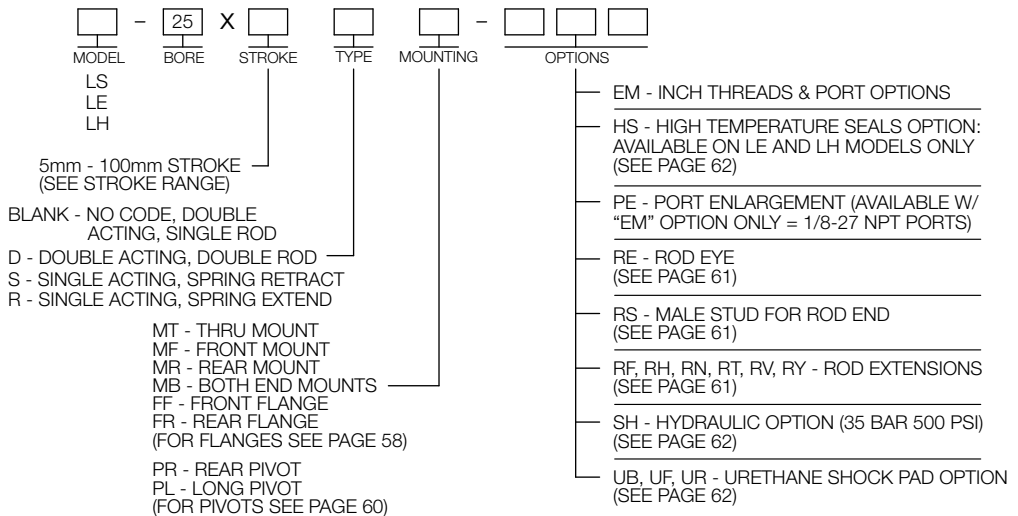 – 25 X –
MODEL BORE STROKE TYPE MOUNTING OPTIONS
LS
LE
LH
5mm - 100mm STROKE
(SEE STROKE RANGE)
BLANK - NO CODE, DOUBLE
ACTING, SINGLE ROD
D - DOUBLE ACTING, DOUBLE ROD
S - SINGLE ACTING, SPRING RETRACT
R - SINGLE ACTING, SPRING EXTEND
MT - THRU MOUNT
MF - FRONT MOUNT
MR - REAR MOUNT
MB - BOTH END MOUNTS
FF - FRONT FLANGE
FR - REAR FLANGE
(FOR FLANGES SEE PAGE 58)
PR - REAR PIVOT
PL - LONG PIVOT
(FOR PIVOTS SEE PAGE 60)
EM - INCH THREADS & PORT OPTIONS
HS - HIGH TEMPERATURE SEALS OPTION:
AVAILABLE ON LE AND LH MODELS ONLY
(SEE PAGE 62)
PE - PORT ENLARGEMENT (AVAILABLE W/
“EM” OPTION ONLY = 1/8-27 NPT PORTS)
RE - ROD EYE
(SEE PAGE 61)
RS - MALE STUD FOR ROD END
(SEE PAGE 61)
RF, RH, RN, RT, RV, RY - ROD EXTENSIONS
(SEE PAGE 61)
SH - HYDRAULIC OPTION (35 BAR 500 PSI)
(SEE PAGE 62)
UB, UF, UR - URETHANE SHOCK PAD OPTION
(SEE PAGE 62)